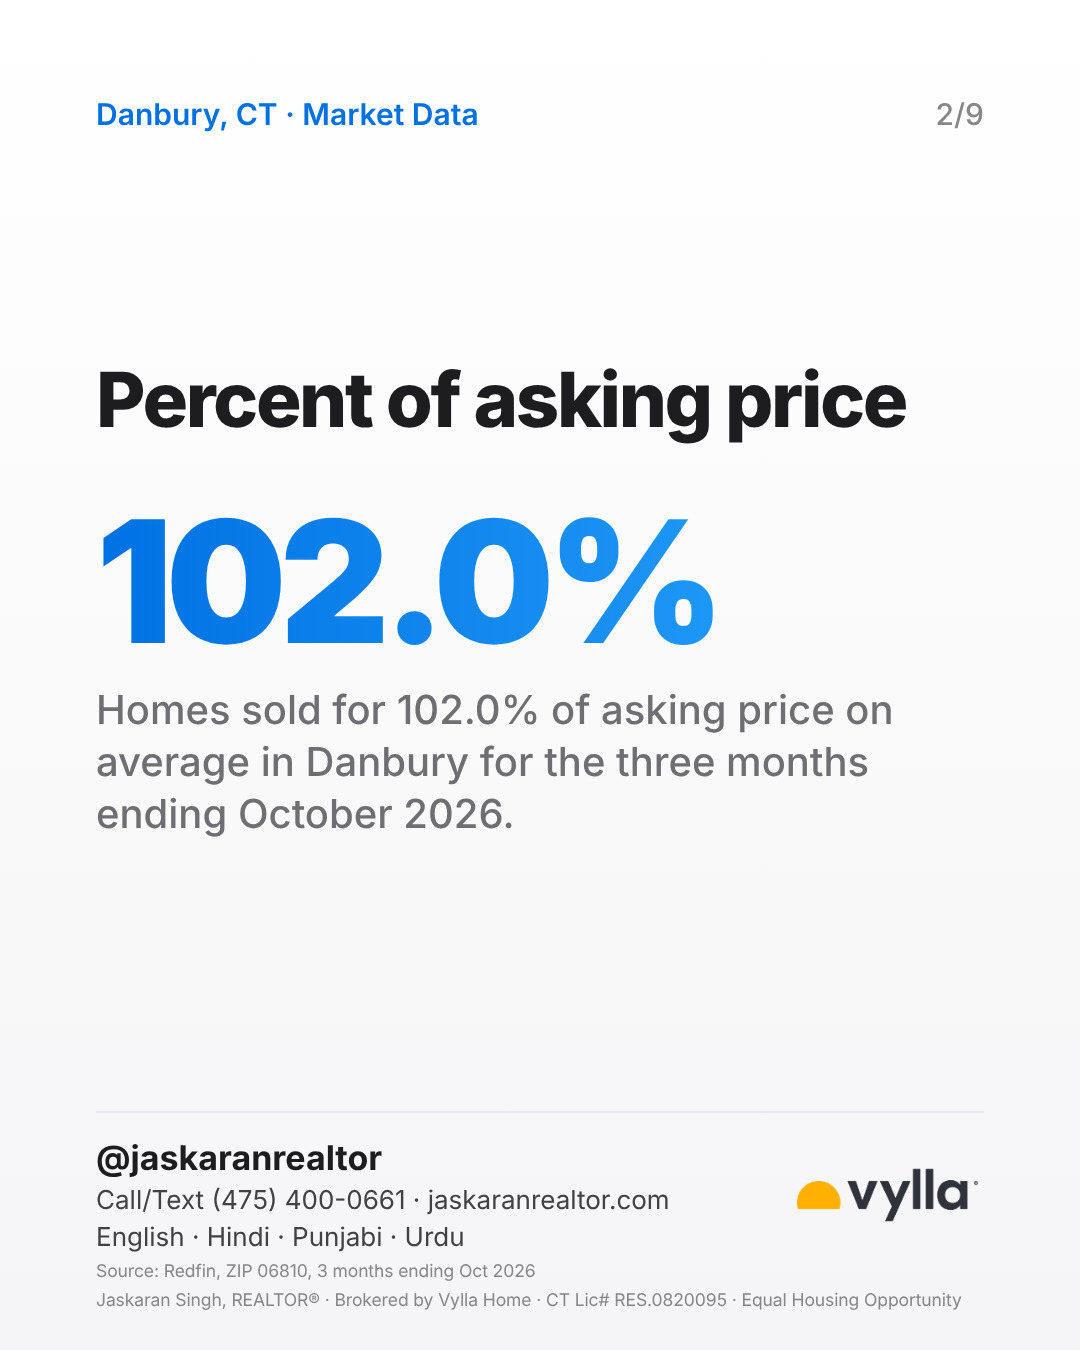 Danbury, CT · Market Data
2/9
Percent of asking price
102.0%
Homes sold for 102.0% of asking price on
average in Danbury for the three months
ending October 2026.
@jaskaranrealtor
Call/Text (475) 400-0661 · jaskaranrealtor.com
English · Hindi · Punjabi · Urdu
vylla
Source: Redfin, ZIP 06810, 3 months ending Oct 2026
Jaskaran Singh, REALTOR® · Brokered by Vylla Home · CT Lic# RES.0820095 · Equal Housing Opportunity